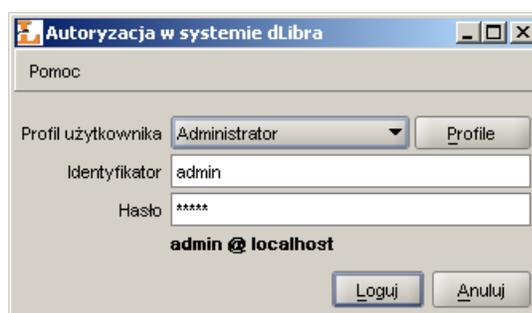 Autoryzacja w systemie dLibra
Pomoc
Profil użytkownika Administrator Profile
Identyfikator admin
Hasło *****
admin @ localhost
Loguj Anuluj